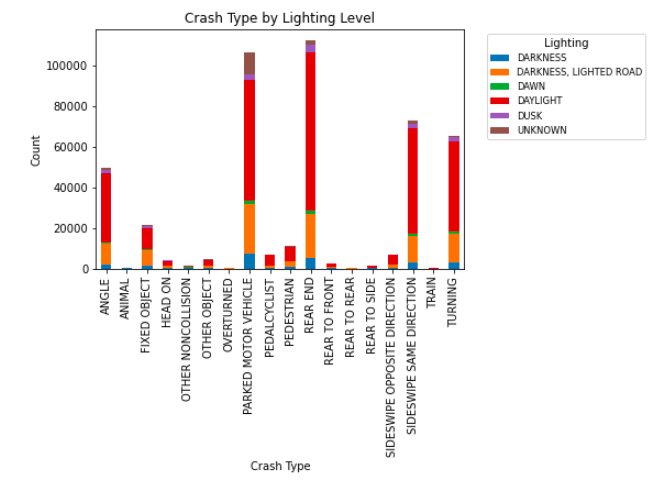 Crash Type by Lighting Level
Lighting
DARKNESS
DARKNESS, LIGHTED ROAD
DAWN
DAYLIGHT
DUSK
UNKNOWN
Count
100000
80000
60000
40000
20000
0
ANGLE
ANIMAL
FIXED OBJECT
HEAD ON
OTHER NONCOLLISION
OTHER OBJECT
OVERTURNED
PARKED MOTOR VEHICLE
PEDALCYCLIST
PEDESTRIAN
REAR END
REAR TO FRONT
REAR TO REAR
REAR TO SIDE
SIDESWIPE OPPOSITE DIRECTION
SIDESWIPE SAME DIRECTION
TRAIN
TURNING
Crash Type